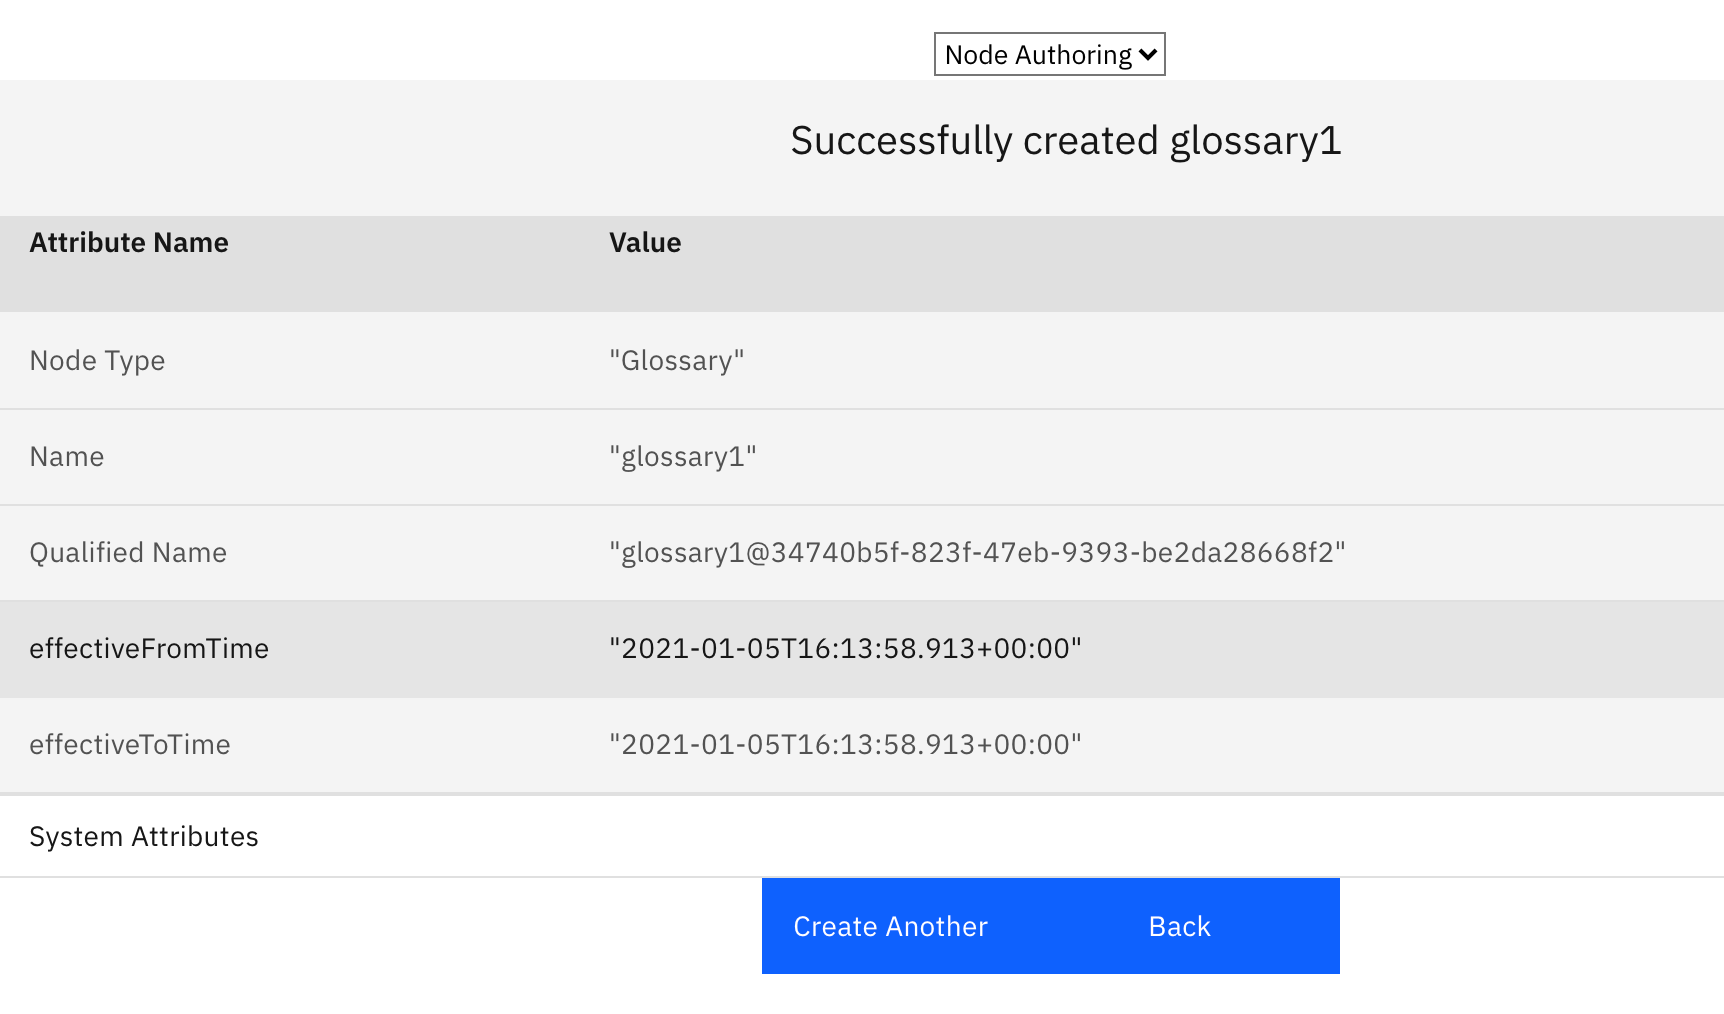 Node Authoring
Successfully created glossary1
Attribute Name Value
Node Type "Glossary"
Name "glossary1"
Qualified Name "glossary1@34740b5f-823f-47eb-9393-be2da28668f2"
effectiveFromTime "2021-01-05T16:13:58.913+00:00"
effectiveToTime "2021-01-05T16:13:58.913+00:00"
System Attributes
Create Another Back